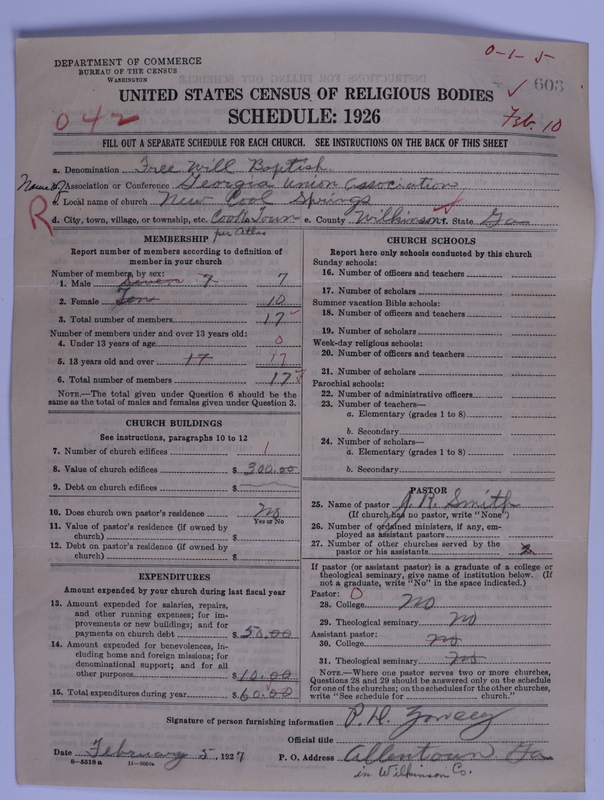 0-1-5
DEPARTMENT OF COMMERCE
BUREAU OF THE CENSUS
WASHINGTON
603
UNITED STATES CENSUS OF RELIGIOUS BODIES
042
SCHEDULE: 1926
Feb. 10
FILL OUT A SEPARATE SCHEDULE FOR EACH CHURCH. SEE INSTRUCTIONS ON THE BACK OF THIS SHEET
a. Denomination Free Will Baptish
Name of Association or Conference Georgia Union Association
c. Local name of church New Cool Springs
R
d. City, town, village, or township, etc. e. County Wilkinson f. State Ga
per Atlas
MEMBERSHIP
Report number of members according to definition of
member in your church
Number of members, by sex:
1. Male Seven 7 7
2. Female Ten 10
3. Total number of members 17
Number of members under and over 13 years old:
4. Under 13 years of age 0
5. 13 years old and over 17 17
6. Total number of members 17
NOTE.—The total given under Question 6 should be the
same as the total of males and females given under Question 3.
CHURCH BUILDINGS
See instructions, paragraphs 10 to 12
7. Number of church edifices 1
8. Value of church edifices $ 300.00
9. Debt on church edifices $
10. Does church own pastor's residence No
Yes or No
11. Value of pastor's residence (if owned by
church) $
12. Debt on pastor's residence (if owned by
church) $
EXPENDITURES
Amount expended by your church during last fiscal year
13. Amount expended for salaries, repairs,
and other running expenses; for im-
provements or new buildings; and for
payments on church debt $ 50.00
14. Amount expended for benevolences, in-
cluding home and foreign missions; for
denominational support; and for all
other purposes $ 10.00
15. Total expenditures during year $ 60.00
CHURCH SCHOOLS
Report here only schools conducted by this church
Sunday schools:
16. Number of officers and teachers
17. Number of scholars
Summer vacation Bible schools:
18. Number of officers and teachers
19. Number of scholars
Week-day religious schools:
20. Number of officers and teachers
21. Number of scholars
Parochial schools:
22. Number of administrative officers
23. Number of teachers—
a. Elementary (grades 1 to 8)
b. Secondary
24. Number of scholars—
a. Elementary (grades 1 to 8)
b. Secondary
PASTOR
25. Name of pastor Smith
(If church has no pastor, write "None")
26. Number of ordained ministers, if any, em-
ployed as assistant pastors
27. Number of other churches served by the
pastor or his assistants
If pastor (or assistant pastor) is a graduate of a college or
theological seminary, give name of institution below. (If
not a graduate, write "No" in the space indicated.)
Pastor: 0
28. College No
29. Theological seminary No
Assistant pastor:
30. College No
31. Theological seminary No
NOTE.—Where one pastor serves two or more churches,
Questions 28 and 29 should be answered only on the schedule
for one of the churches; on the schedules for the other churches,
write "See schedule for church."
Signature of person furnishing information P. H.
Official title
Date February 5, 1927 P. O. Address Allentown Ga
8-5518 a
in Wilkinson Co.